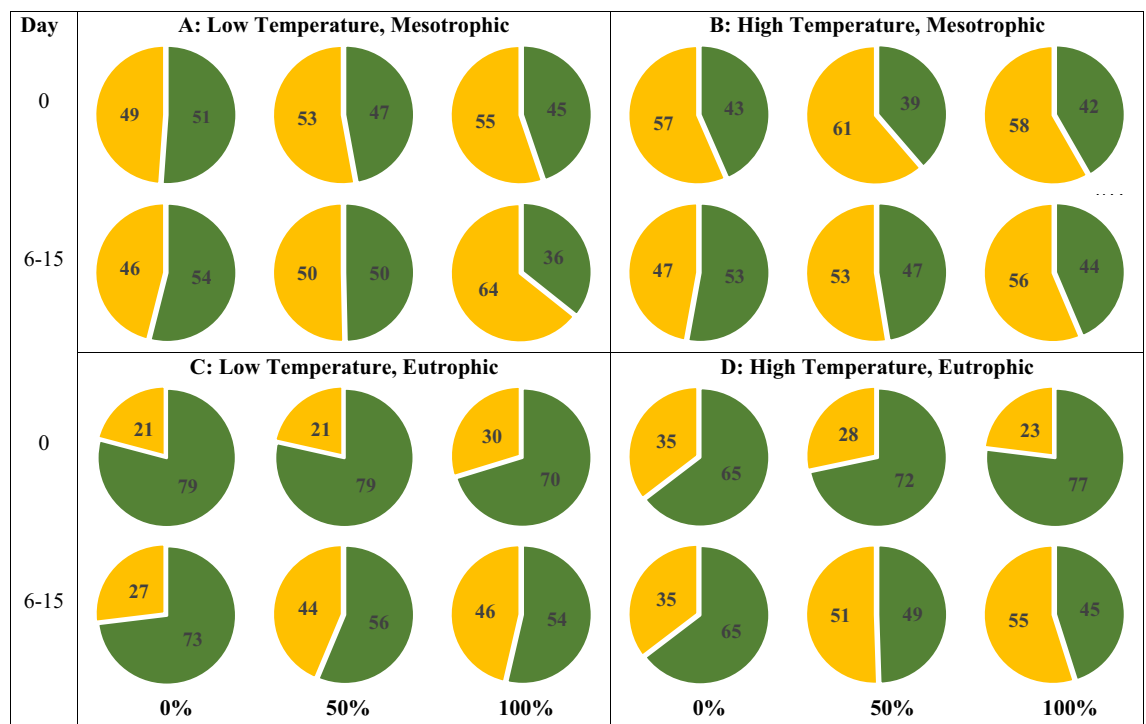 Day A: Low Temperature, Mesotrophic B: High Temperature, Mesotrophic
0 49 51 53 47 55 45 57 43 61 39 58 42
6-15 46 54 50 50 64 36 47 53 53 47 56 44
C: Low Temperature, Eutrophic D: High Temperature, Eutrophic
0 21 79 21 79 30 70 35 65 28 72 23 77
6-15 27 73 44 56 46 54 35 65 51 49 55 45
0% 50% 100% 0% 50% 100%